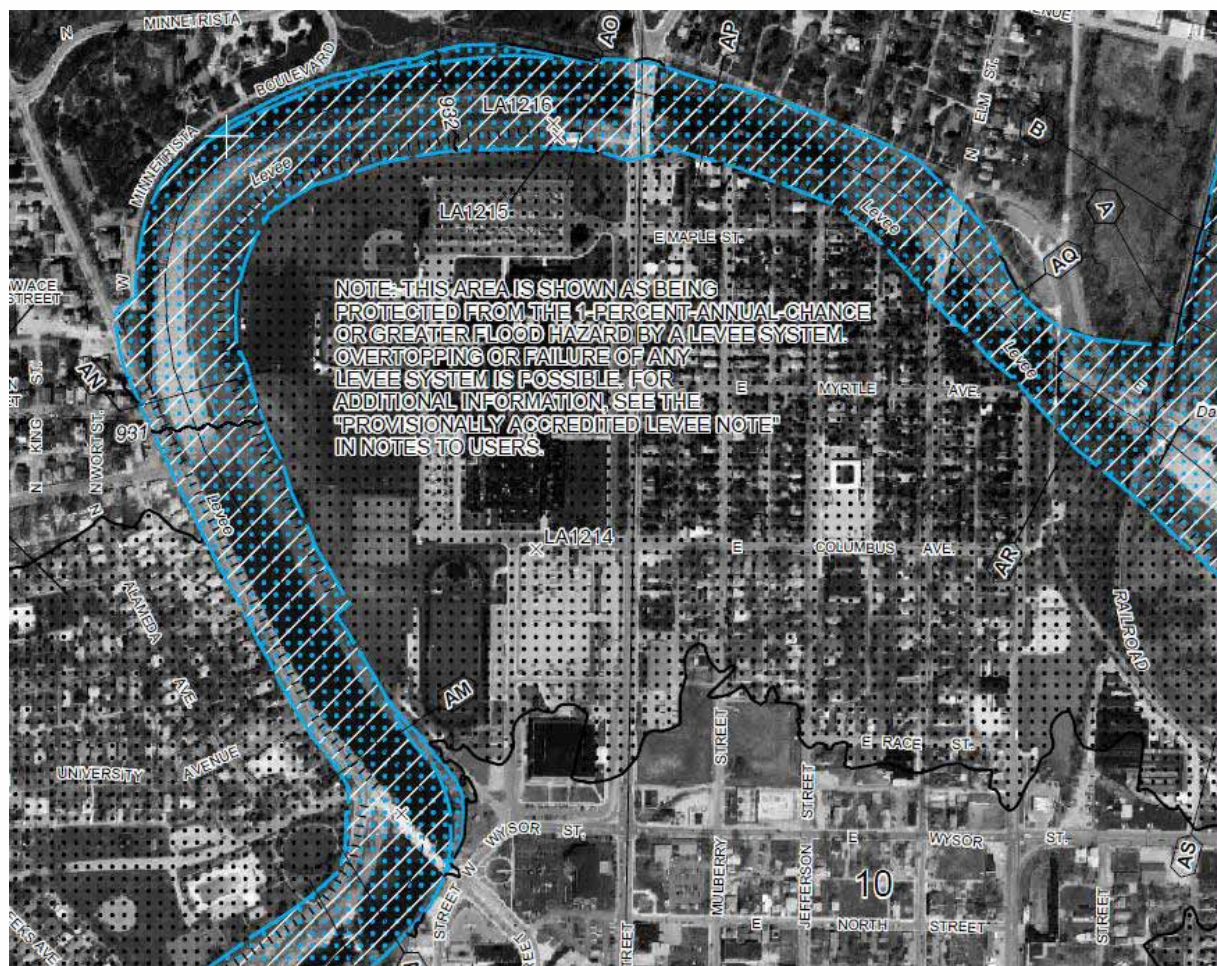 N
MINNETRISTA
BOULEVARD
MINNETRISTA
W
AO
AP
N ELM ST.
B
A
AQ
932
LA1216
Levee
Levee
LA1215
E MAPLE ST.
NOTE: THIS AREA IS SHOWN AS BEING
PROTECTED FROM THE 1-PERCENT-ANNUAL-CHANCE
OR GREATER FLOOD HAZARD BY A LEVEE SYSTEM.
OVERTOPPING OR FAILURE OF ANY
LEVEE SYSTEM IS POSSIBLE. FOR
ADDITIONAL INFORMATION, SEE THE
"PROVISIONALLY ACCREDITED LEVEE NOTE"
IN NOTES TO USERS.
STREET
AN
931
N KING ST.
N WORT ST.
N
Levee
Levee
E MYRTLE AVE.
Da
LA1214
E COLUMBUS AVE.
AR
RAILROAD
ALAMEDA
AVE.
AM
UNIVERSITY AVENUE
E RACE ST.
STREET
STREET
W WYSOR ST.
E WYSOR ST.
AS
MULBERRY
JEFFERSON
10
E NORTH STREET
STREET
STREET